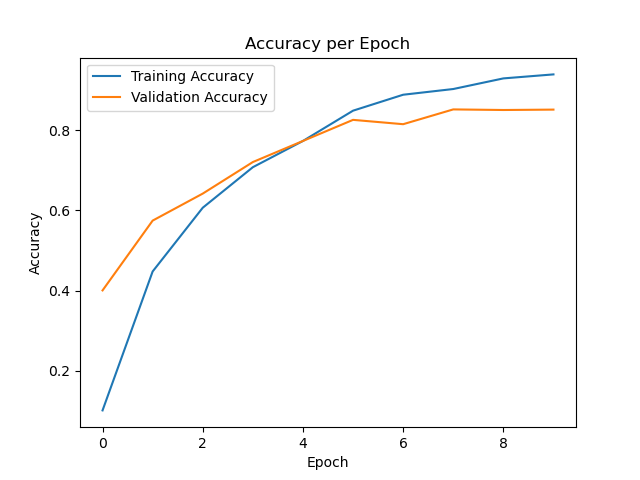 Accuracy per Epoch
Training Accuracy
Validation Accuracy
0.8
0.6
0.4
0.2
Accuracy
0 2 4 6 8
Epoch